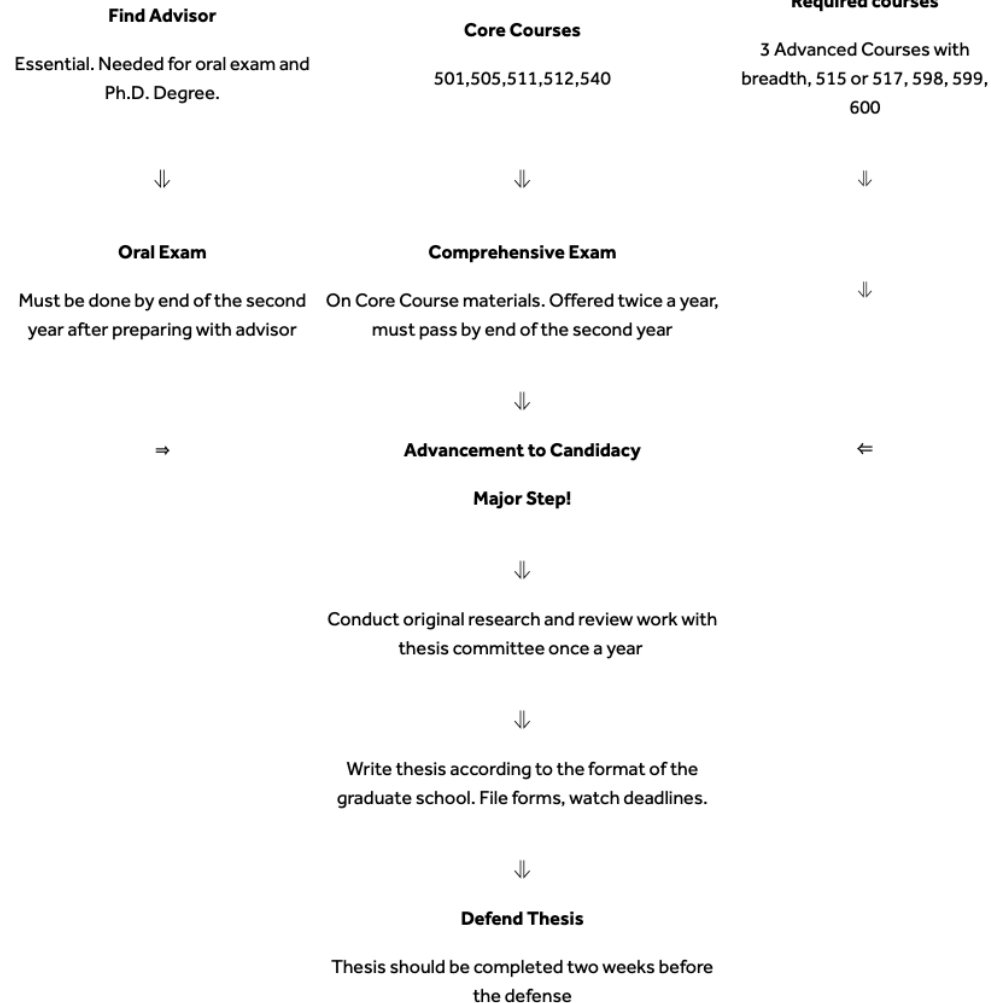 Find Advisor
Essential. Needed for oral exam and
Ph.D. Degree.
Core Courses
501,505,511,512,540
Required courses
3 Advanced Courses with
breadth, 515 or 517, 598, 599,
600
⇓
⇓
⇓
Oral Exam
Must be done by end of the second
year after preparing with advisor
Comprehensive Exam
On Core Course materials. Offered twice a year,
must pass by end of the second year
⇓
⇓
⇒
Advancement to Candidacy
⇐
Major Step!
⇓
Conduct original research and review work with
thesis committee once a year
⇓
Write thesis according to the format of the
graduate school. File forms, watch deadlines.
⇓
Defend Thesis
Thesis should be completed two weeks before
the defense